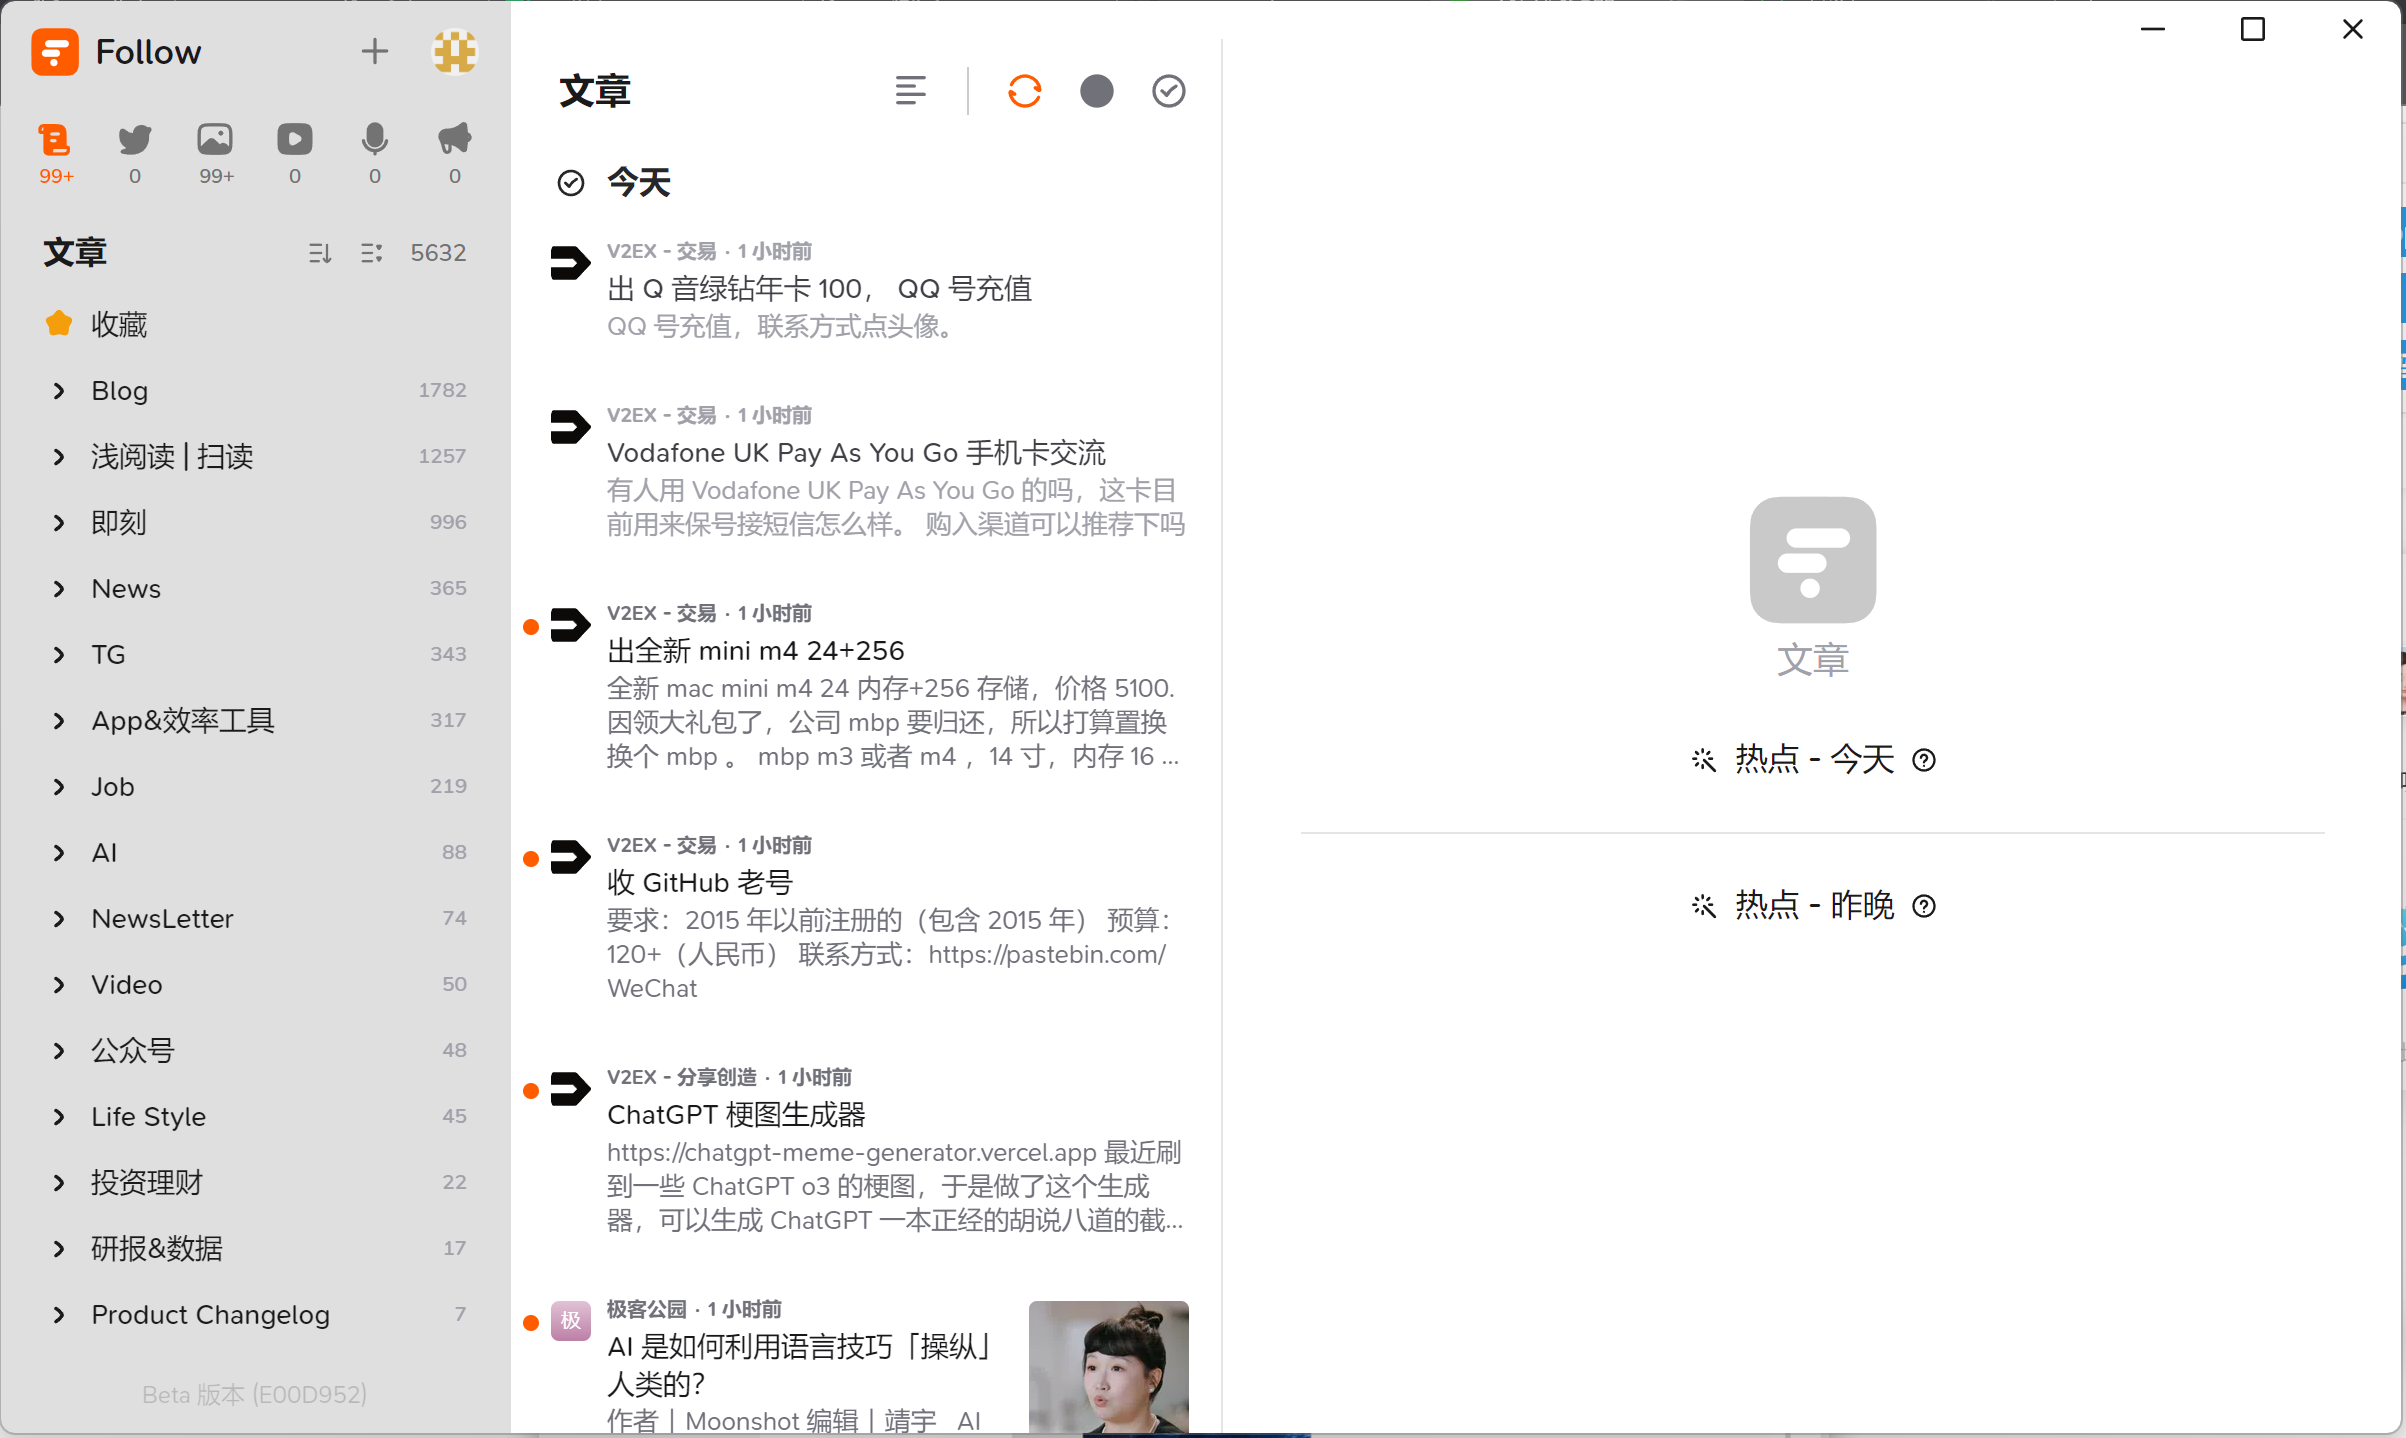 Follow
99+
0
99+
0
0
0
文章
5632
收藏
Blog
1782
浅阅读 | 扫读
1257
即刻
996
News
365
TG
343
App&效率工具
317
Job
219
AI
88
NewsLetter
74
Video
50
公众号
48
Life Style
45
投资理财
22
研报&数据
17
Product Changelog
7
Beta 版本 (E00D952)
文章
今天
V2EX - 交易 · 1 小时前
出 Q 音绿钻年卡 100， QQ 号充值
QQ 号充值，联系方式点头像。
V2EX - 交易 · 1 小时前
Vodafone UK Pay As You Go 手机卡交流
有人用 Vodafone UK Pay As You Go 的吗，这卡目
前用来保号接短信怎么样。 购入渠道可以推荐下吗
V2EX - 交易 · 1 小时前
出全新 mini m4 24+256
全新 mac mini m4 24 内存+256 存储，价格 5100.
因领大礼包了，公司 mbp 要归还，所以打算置换
换个 mbp 。 mbp m3 或者 m4 ，14 寸，内存 16 ...
V2EX - 交易 · 1 小时前
收 GitHub 老号
要求：2015 年以前注册的（包含 2015 年） 预算：
120+（人民币） 联系方式：https://pastebin.com/
WeChat
V2EX - 分享创造 · 1 小时前
ChatGPT 梗图生成器
https://chatgpt-meme-generator.vercel.app 最近刷
到一些 ChatGPT o3 的梗图，于是做了这个生成
器，可以生成 ChatGPT 一本正经的胡说八道的截...
极
极客公园 · 1 小时前
AI 是如何利用语言技巧「操纵」
人类的？
作者｜Moonshot 编辑｜靖宇 AI
文章
热点 - 今天
热点 - 昨晚